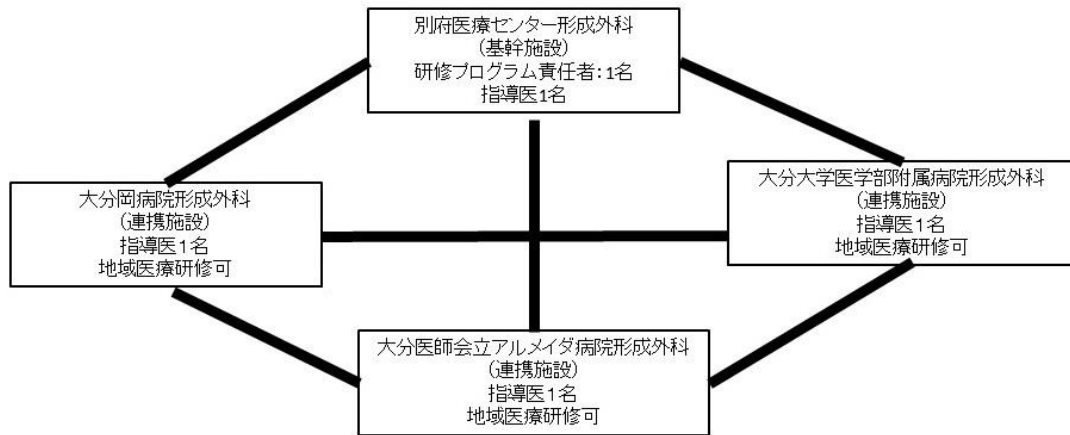 別府医療センター形成外科
(基幹施設)
研修プログラム責任者:1名
指導医1名
大分岡病院形成外科
(連携施設)
指導医1名
地域医療研修可
大分大学医学部附属病院形成外科
(連携施設)
指導医1名
地域医療研修可
大分医師会立アルメイダ病院形成外科
(連携施設)
指導医1名
地域医療研修可